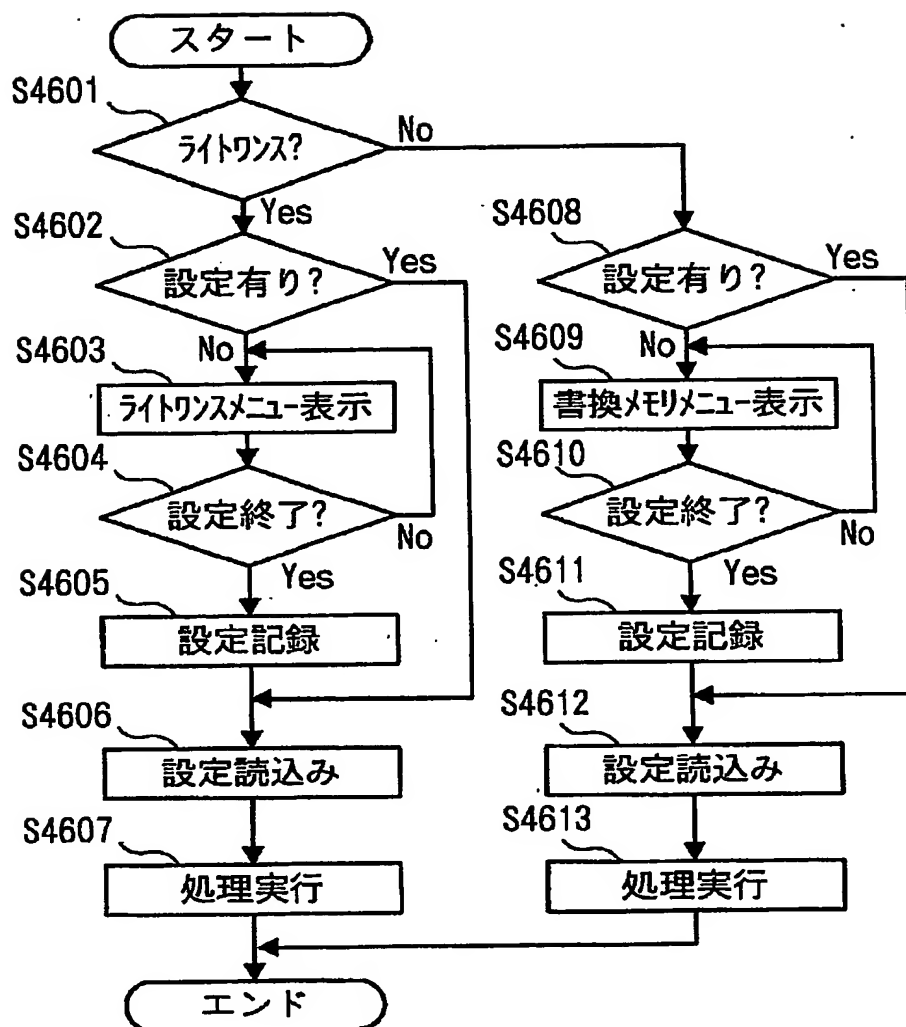 スタート
S4601
ライトワンス?
No
Yes
S4602
設定有り?
Yes
No
S4603
ライトワンスメニュー表示
S4604
設定終了?
No
Yes
S4605
設定記録
S4606
設定読込み
S4607
処理実行
S4608
設定有り?
Yes
No
S4609
書換メモリメニュー表示
S4610
設定終了?
No
Yes
S4611
設定記録
S4612
設定読込み
S4613
処理実行
エンド